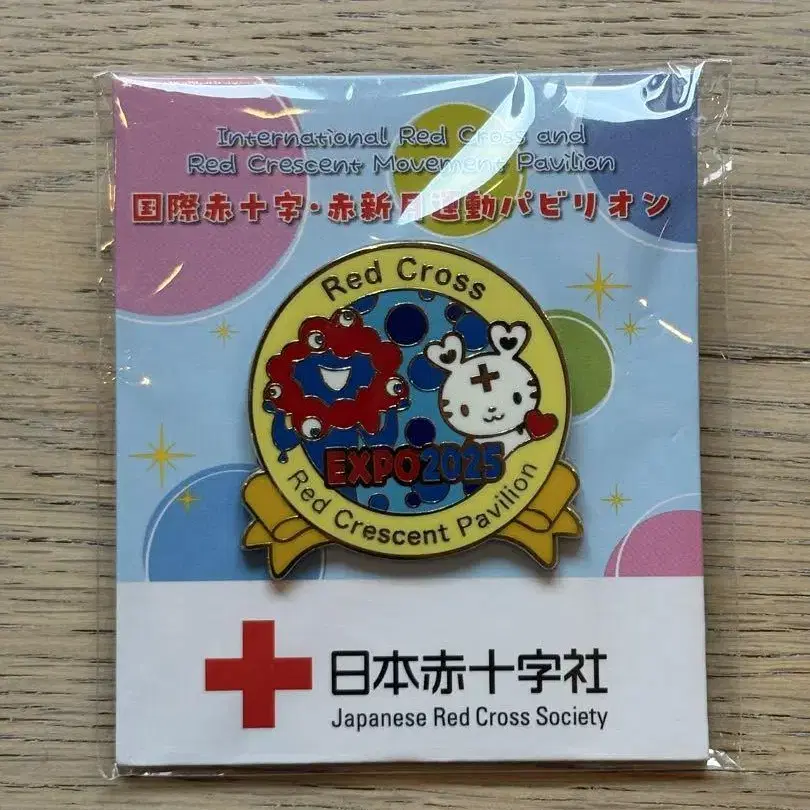 International Red Cross and
Red Crescent Movement Pavilion
国際赤十字・赤新月運動パビリオン
Red Cross
EXPO2025
Red Crescent Pavilion
日本赤十字社
Japanese Red Cross Society